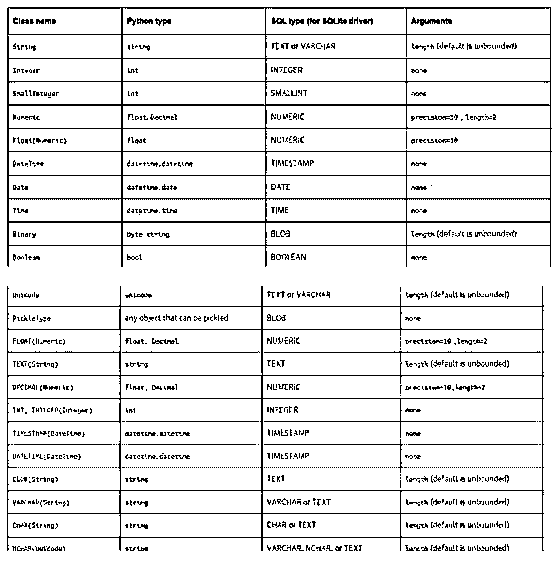 Class name Python type SQL type (for SQLite driver) Arguments
String string TEXT or VARCHAR length (default is unbounded)
Integer int INTEGER none
SmallInteger int SMALLINT none
Numeric float,Decimal NUMERIC precision=10 ,length=2
Float(Numeric) float NUMERIC precision=10
DateTime datetime.datetime TIMESTAMP none
Date datetime.date DATE none
Time datetime.time TIME none
Binary byte string BLOB length (default is unbounded)
Boolean bool BOOLEAN none
Unicode unicode TEXT or VARCHAR length (default is unbounded)
PickleType any object that can be pickled BLOB none
FLOAT(Numeric) float, Decimal NUMERIC precision=10 ,length=2
TEXT(String) string TEXT length (default is unbounded)
DECIMAL(Numeric) float, Decimal NUMERIC precision=10,length=2
INT, INTEGER(Integer) int INTEGER none
TIMESTAMP(DateTime) datetime.datetime TIMESTAMP none
DATETIME(DateTime) datetime.datetime TIMESTAMP none
CLOB(String) string TEXT length (default is unbounded)
VARCHAR(String) string VARCHAR or TEXT length (default is unbounded)
CHAR(String) string CHAR or TEXT length (default is unbounded)
NCHAR(Unicode) string VARCHAR, NCHAR, or TEXT length (default is unbounded)